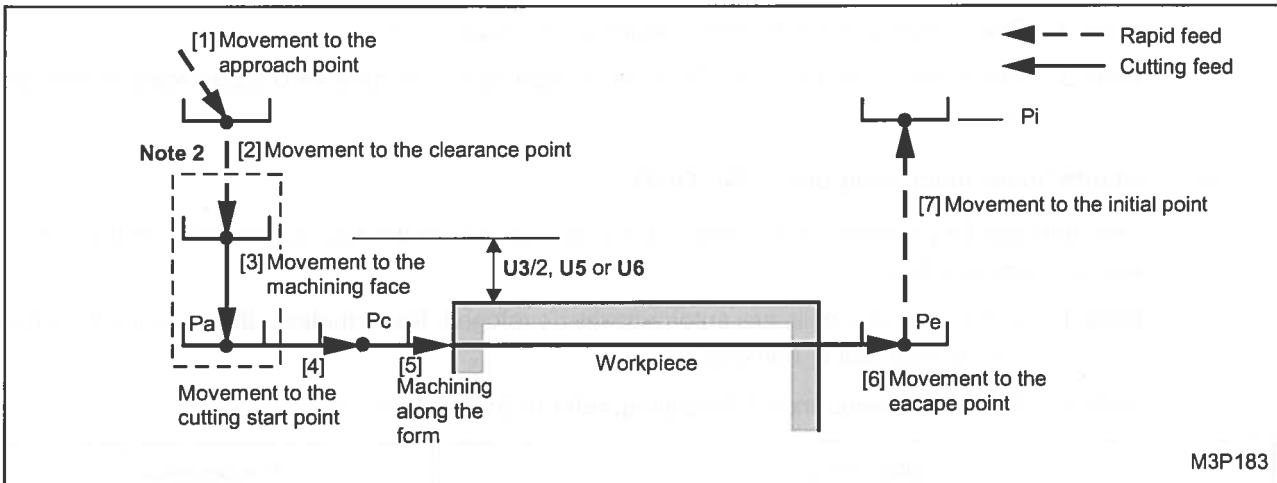 [1] Movement to the
approach point
Rapid feed
Cutting feed
Pi
Note 2
[2] Movement to the clearance point
[7] Movement to the initial point
[3] Movement to the
machining face
U3/2, U5 or U6
Pa
Pc
Pe
Workpiece
[4]
[5]
Movement to the
cutting start point
Machining
along the
form
[6] Movement to the
eacape point
M3P183